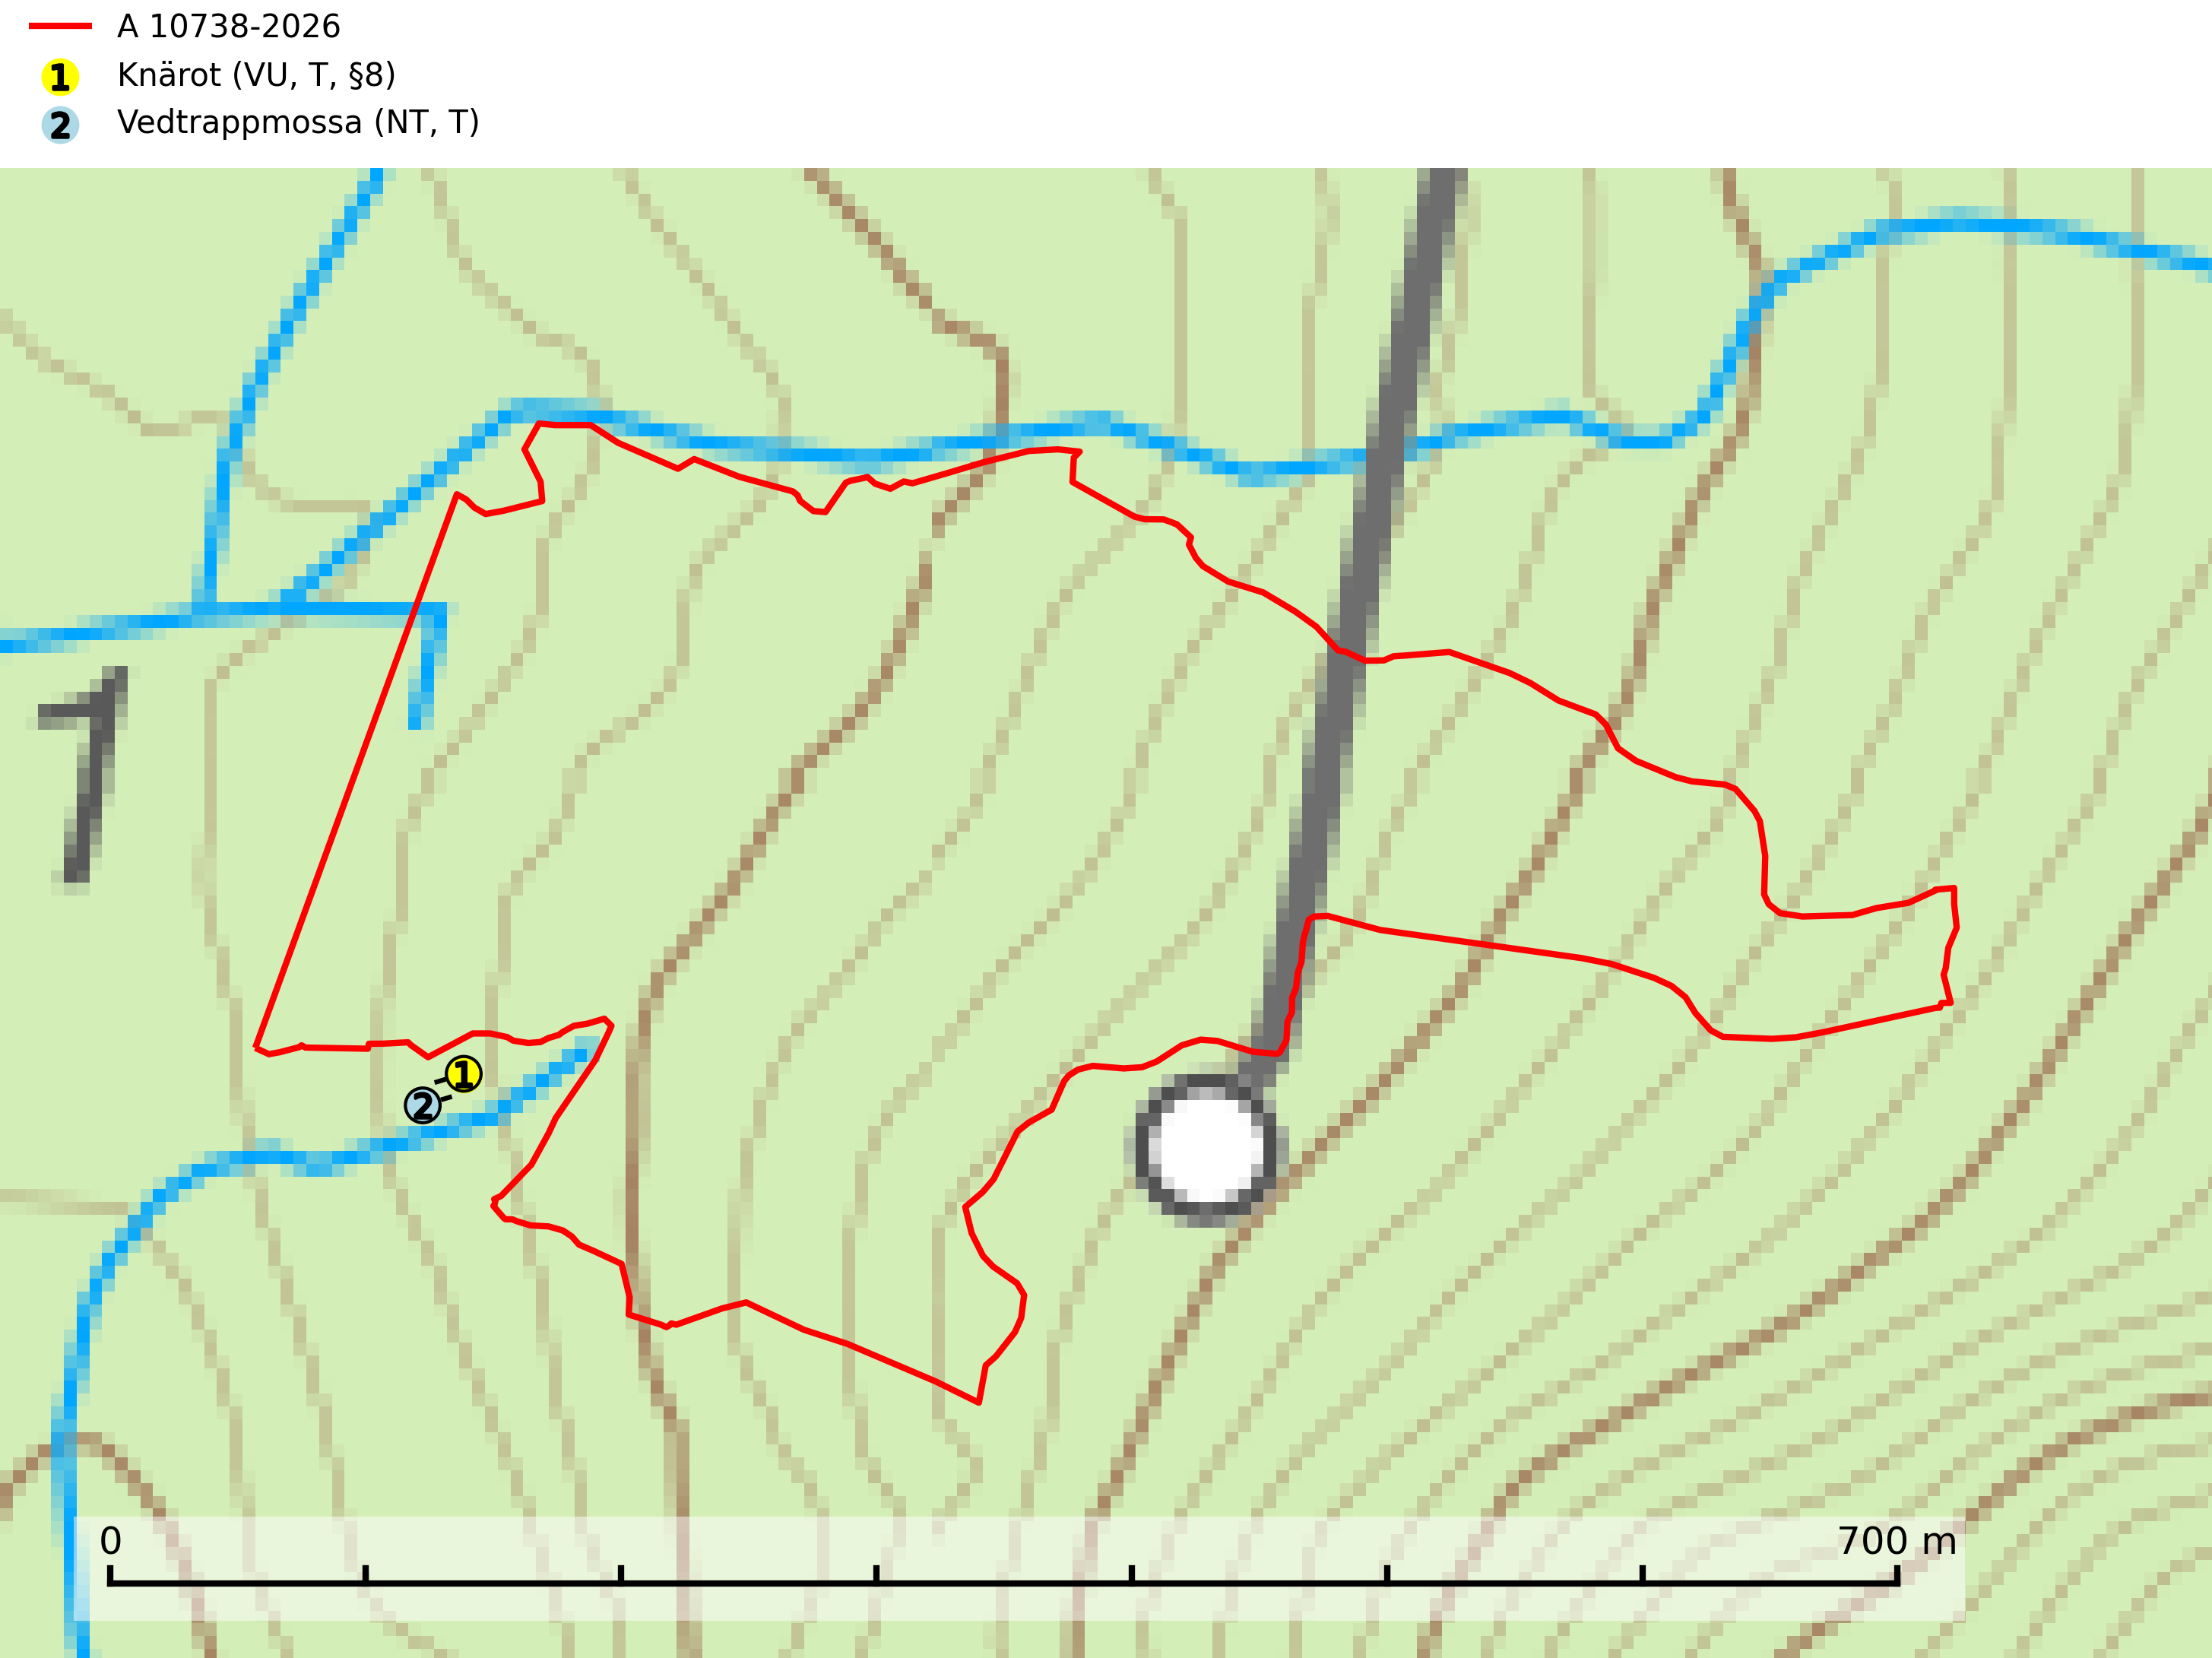 A 10738-2026
1 Knärot (VU, T, §8)
2 Vedtrappmossa (NT, T)
1
1
2
0 700 m